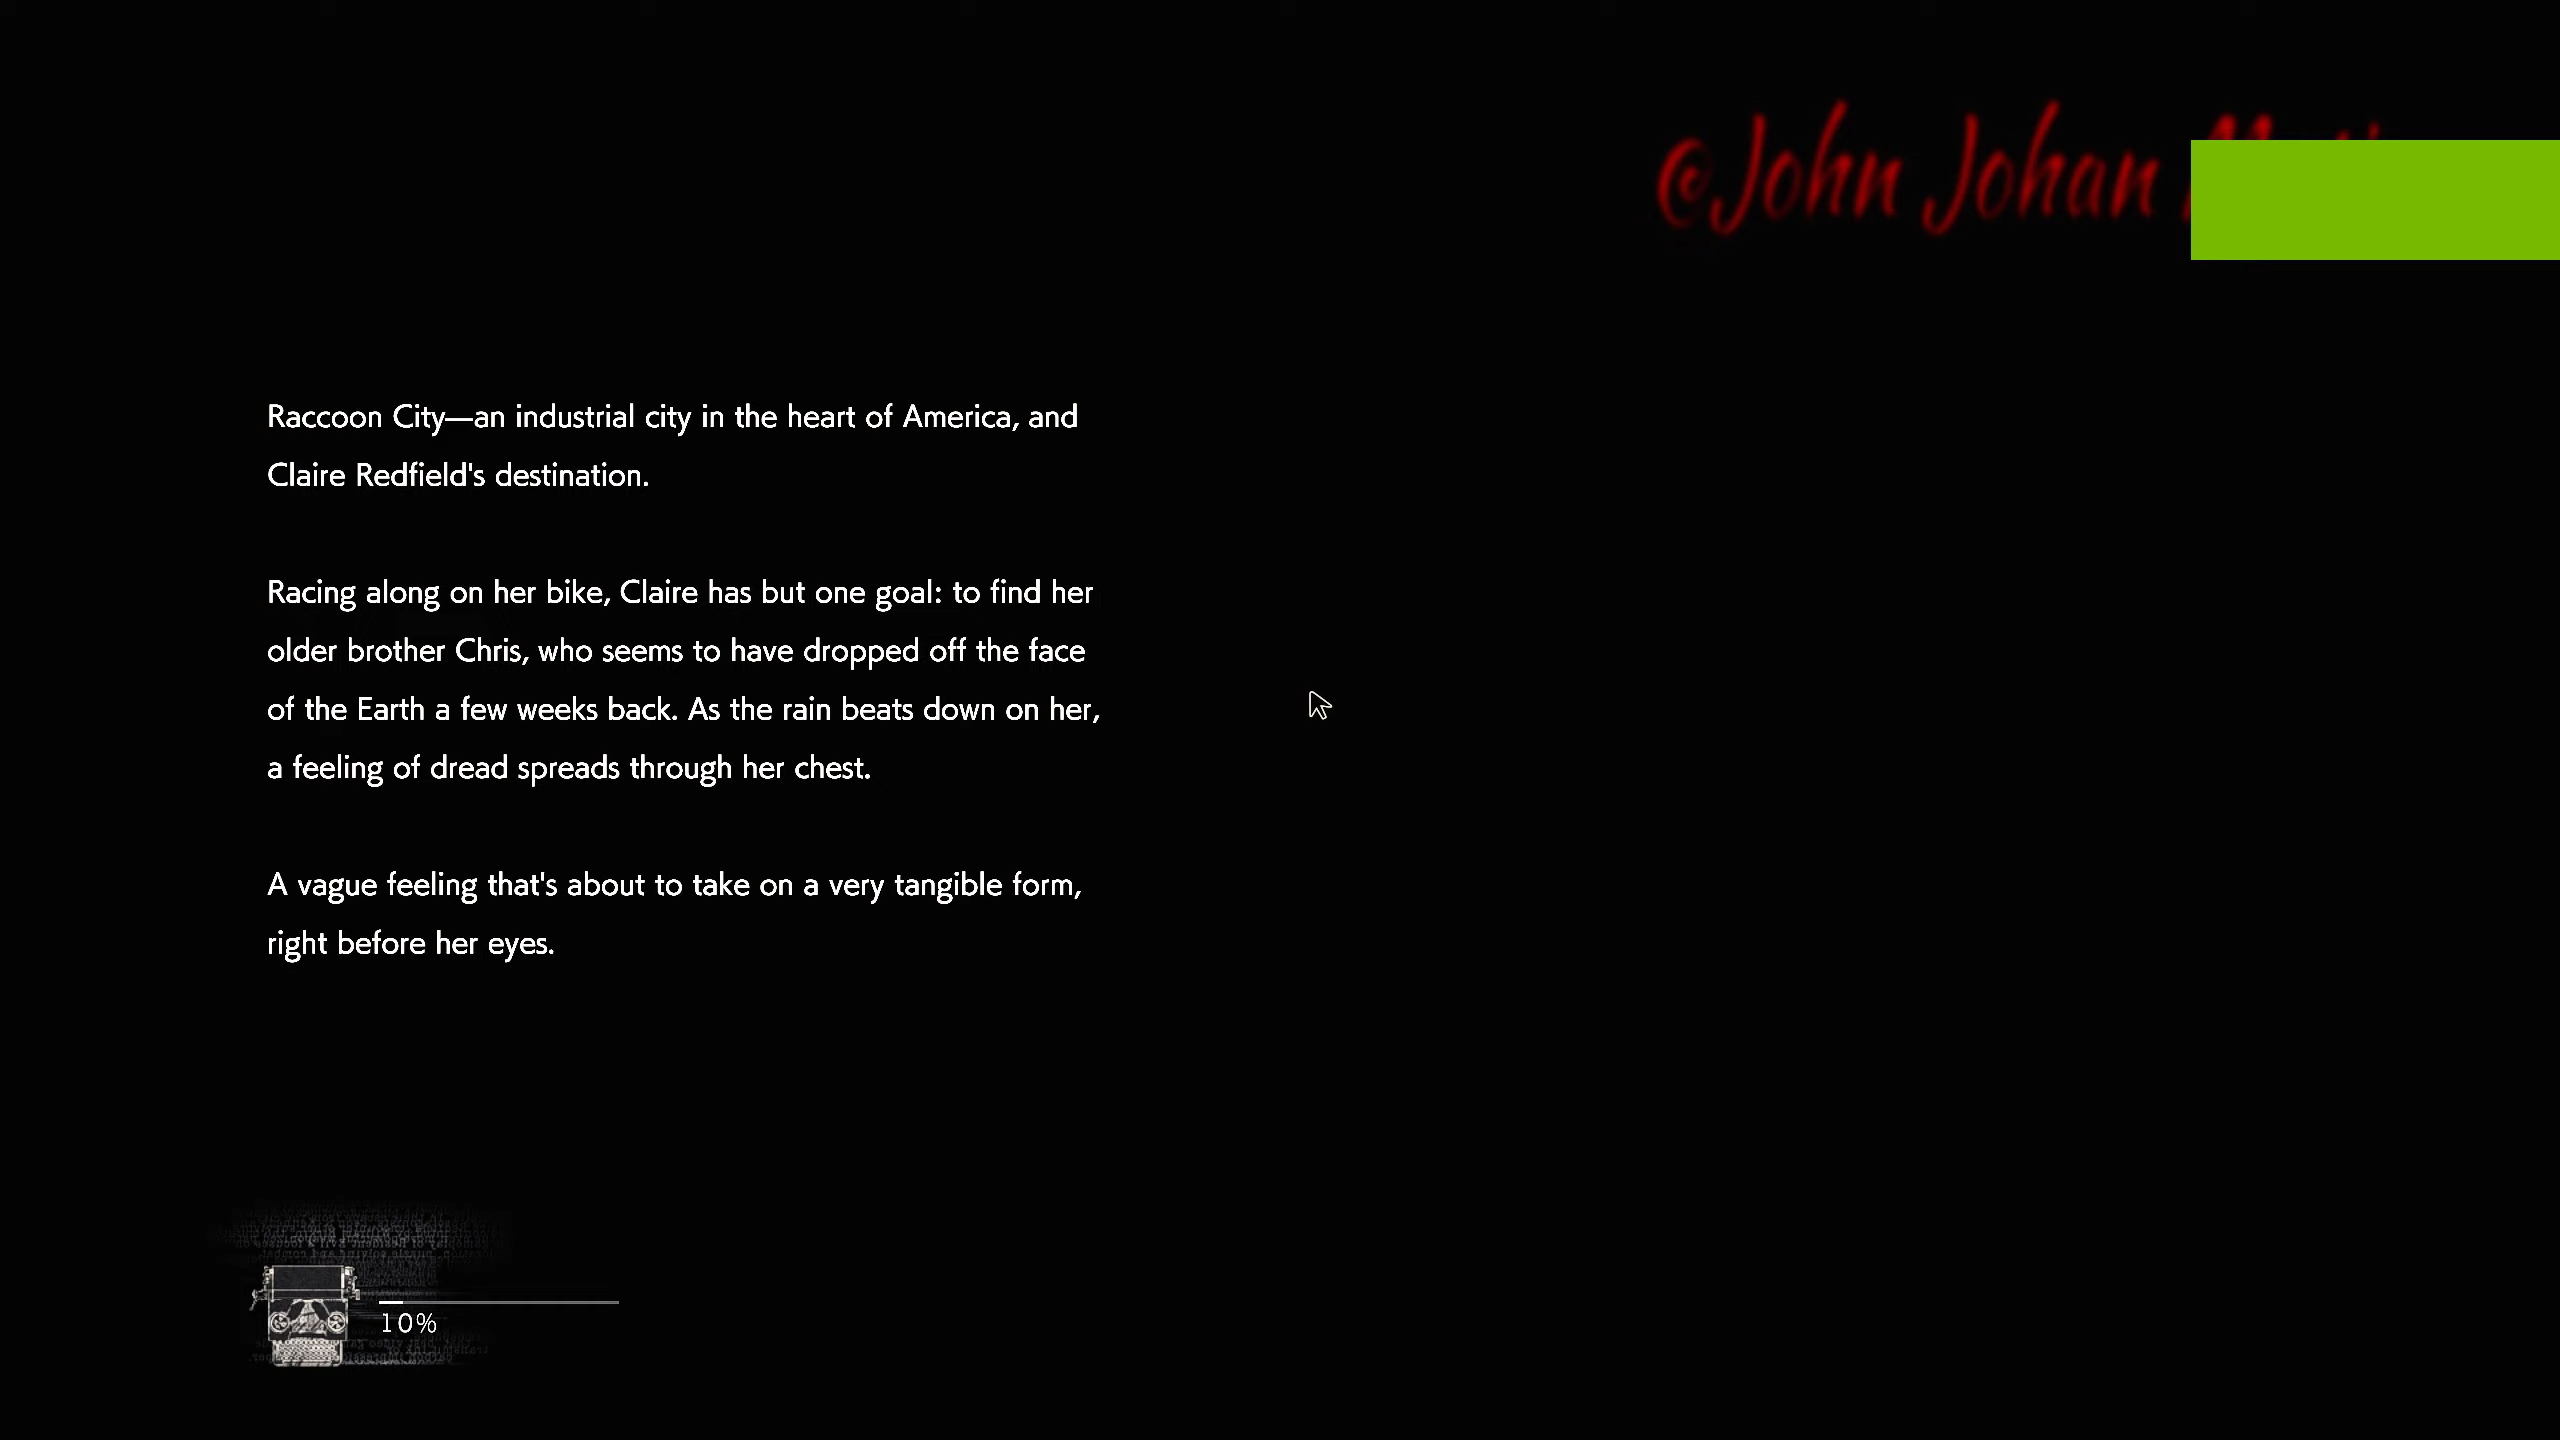 @John Johan
Raccoon City—an industrial city in the heart of America, and
Claire Redfield's destination.
Racing along on her bike, Claire has but one goal: to find her
older brother Chris, who seems to have dropped off the face
of the Earth a few weeks back. As the rain beats down on her,
a feeling of dread spreads through her chest.
A vague feeling that's about to take on a very tangible form,
right before her eyes.
10%